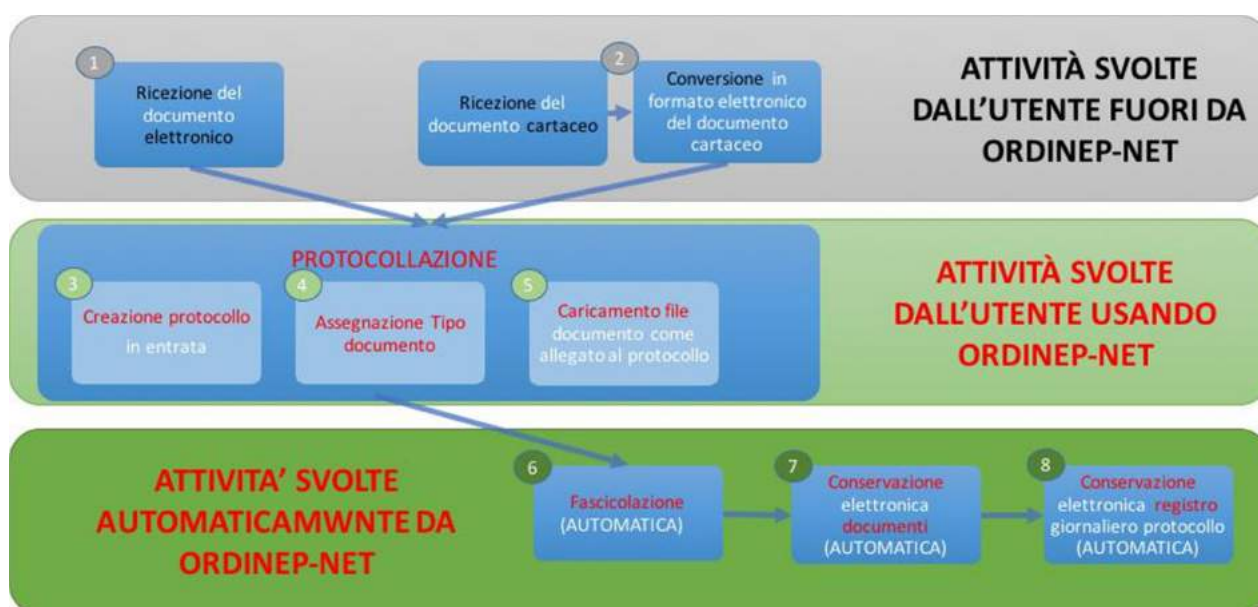 1
Ricezione del
documento
elettronico
Ricezione del
documento cartaceo
2
Conversione in
formato elettronico
del documento
cartaceo
ATTIVITÀ SVOLTE
DALL'UTENTE FUORI DA
ORDINEP-NET
PROTOCOLLAZIONE
3
Creazione protocollo
in entrata
4
Assegnazione Tipo
documento
5
Caricamento file
documento come
allegato al protocollo
ATTIVITÀ SVOLTE
DALL'UTENTE USANDO
ORDINEP-NET
ATTIVITA' SVOLTE
AUTOMATICAMWNTE DA
ORDINEP-NET
6
Fascicolazione
(AUTOMATICA)
7
Conservazione
elettronica
documenti
(AUTOMATICA)
8
Conservazione
elettronica registro
giornaliero protocollo
(AUTOMATICA)